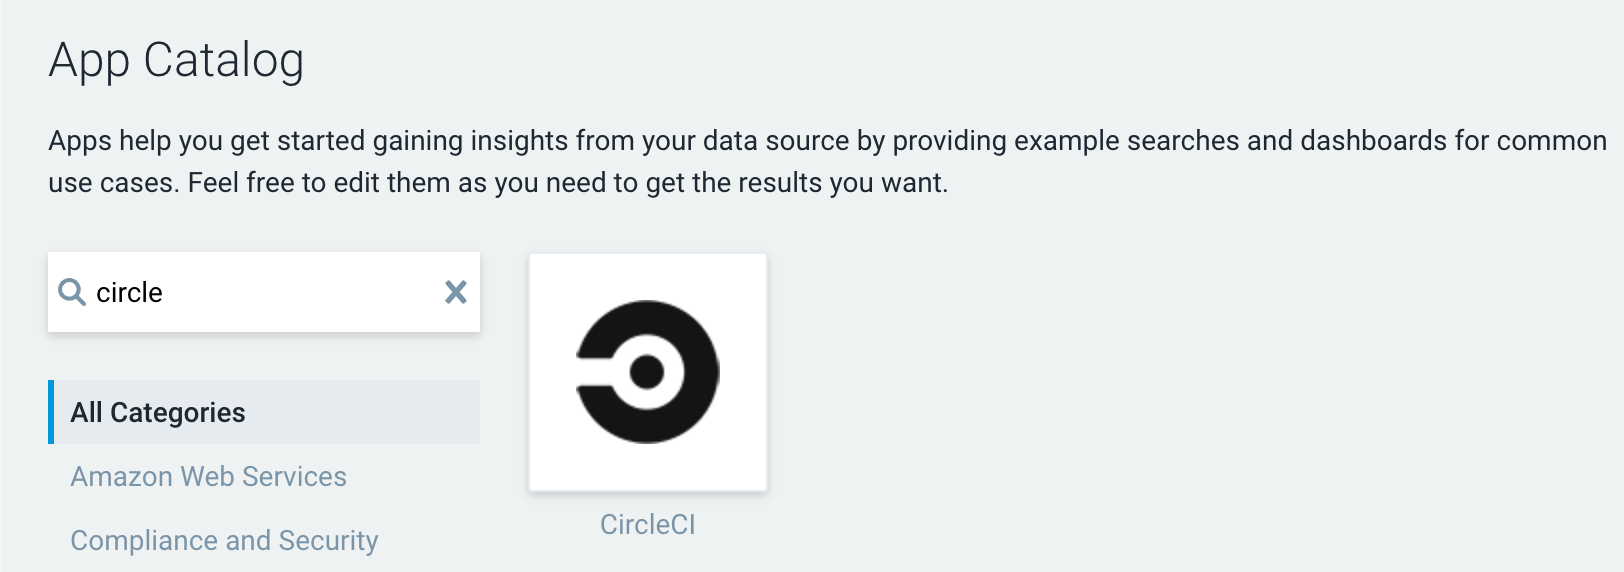 App Catalog
Apps help you get started gaining insights from your data source by providing example searches and dashboards for common
use cases. Feel free to edit them as you need to get the results you want.
circle
All Categories
Amazon Web Services
Compliance and Security
CircleCI